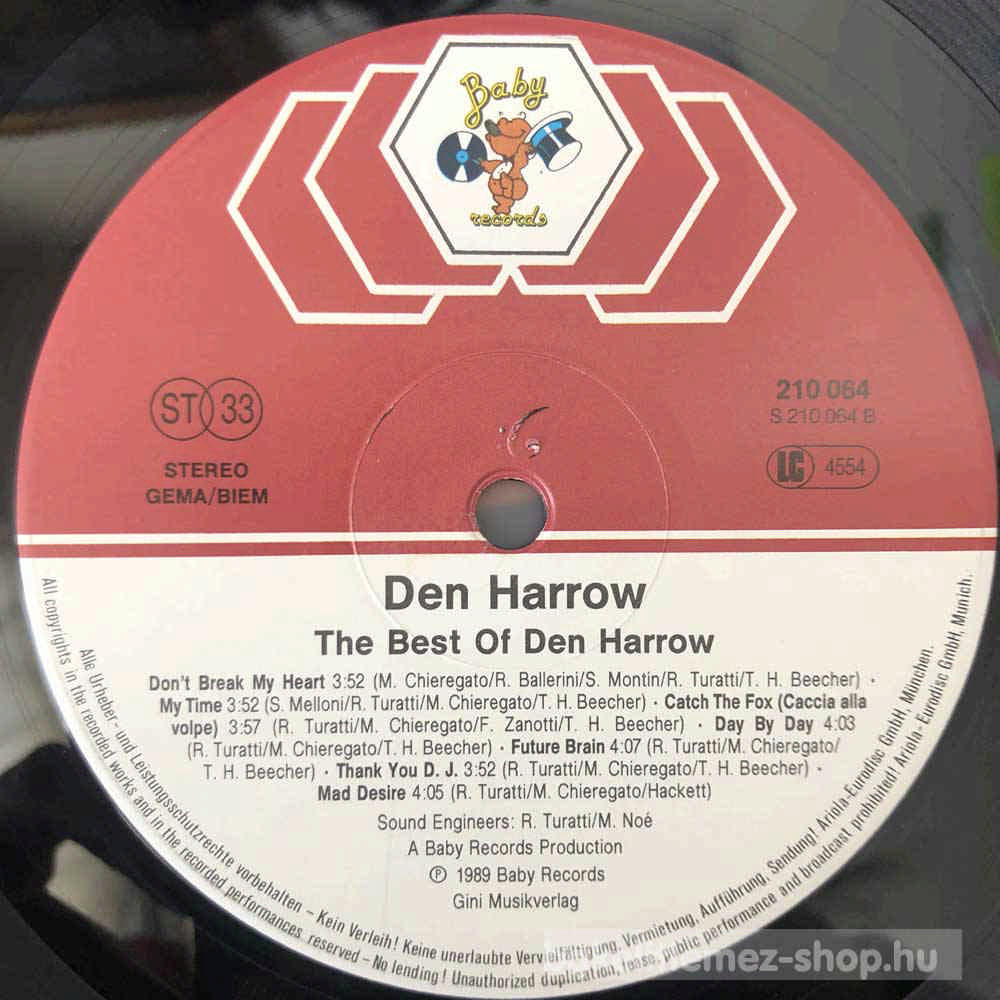 Baby
records
ST 33
STEREO
GEMA/BIEM
210 064
S 210 064 B
LC 4554
Den Harrow
The Best Of Den Harrow
Don't Break My Heart 3:52 (M. Chieregato/R. Ballerini/S. Montin/R. Turatti/T. H. Beecher) ·
My Time 3:52 (S. Melloni/R. Turatti/M. Chieregato/T. H. Beecher) · Catch The Fox (Caccia alla
volpe) 3:57 (R. Turatti/M. Chieregato/F. Zanotti/T. H. Beecher) · Day By Day 4:03
(R. Turatti/M. Chieregato/T. H. Beecher) · Future Brain 4:07 (R. Turatti/M. Chieregato/
T. H. Beecher) · Thank You D. J. 3:52 (R. Turatti/M. Chieregato/T. H. Beecher) ·
Mad Desire 4:05 (R. Turatti/M. Chieregato/Hackett)
Sound Engineers: R. Turatti/M. Noé
A Baby Records Production
℗ 1989 Baby Records
Gini Musikverlag
Alle Urheber- und Leistungsschutzrechte vorbehalten – Kein Verleih! Keine unerlaubte Vervielfältigung, Vermietung, Aufführung, Sendung! Ariola-Eurodisc GmbH, München.
All copyrights in the recorded works and in the recorded performances reserved – No lending! Unauthorized duplication, lease, public performance and broadcast prohibited! Ariola-Eurodisc GmbH, Munich.
lemez-shop.hu